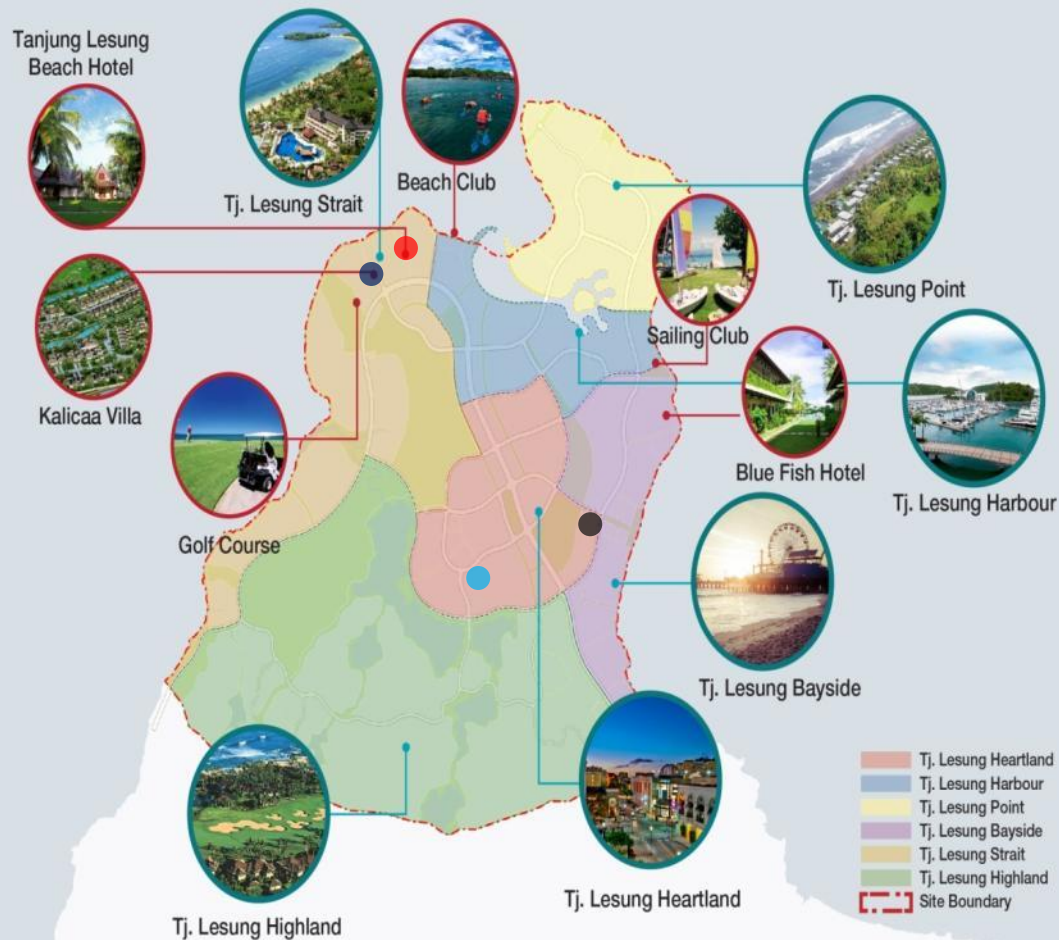 Tanjung Lesung
Beach Hotel
Tj. Lesung Strait
Beach Club
Tj. Lesung Point
Sailing Club
Kalicaa Villa
Blue Fish Hotel
Tj. Lesung Harbour
Golf Course
Tj. Lesung Bayside
Tj. Lesung Highland
Tj. Lesung Heartland
Tj. Lesung Heartland
Tj. Lesung Harbour
Tj. Lesung Point
Tj. Lesung Bayside
Tj. Lesung Strait
Tj. Lesung Highland
Site Boundary